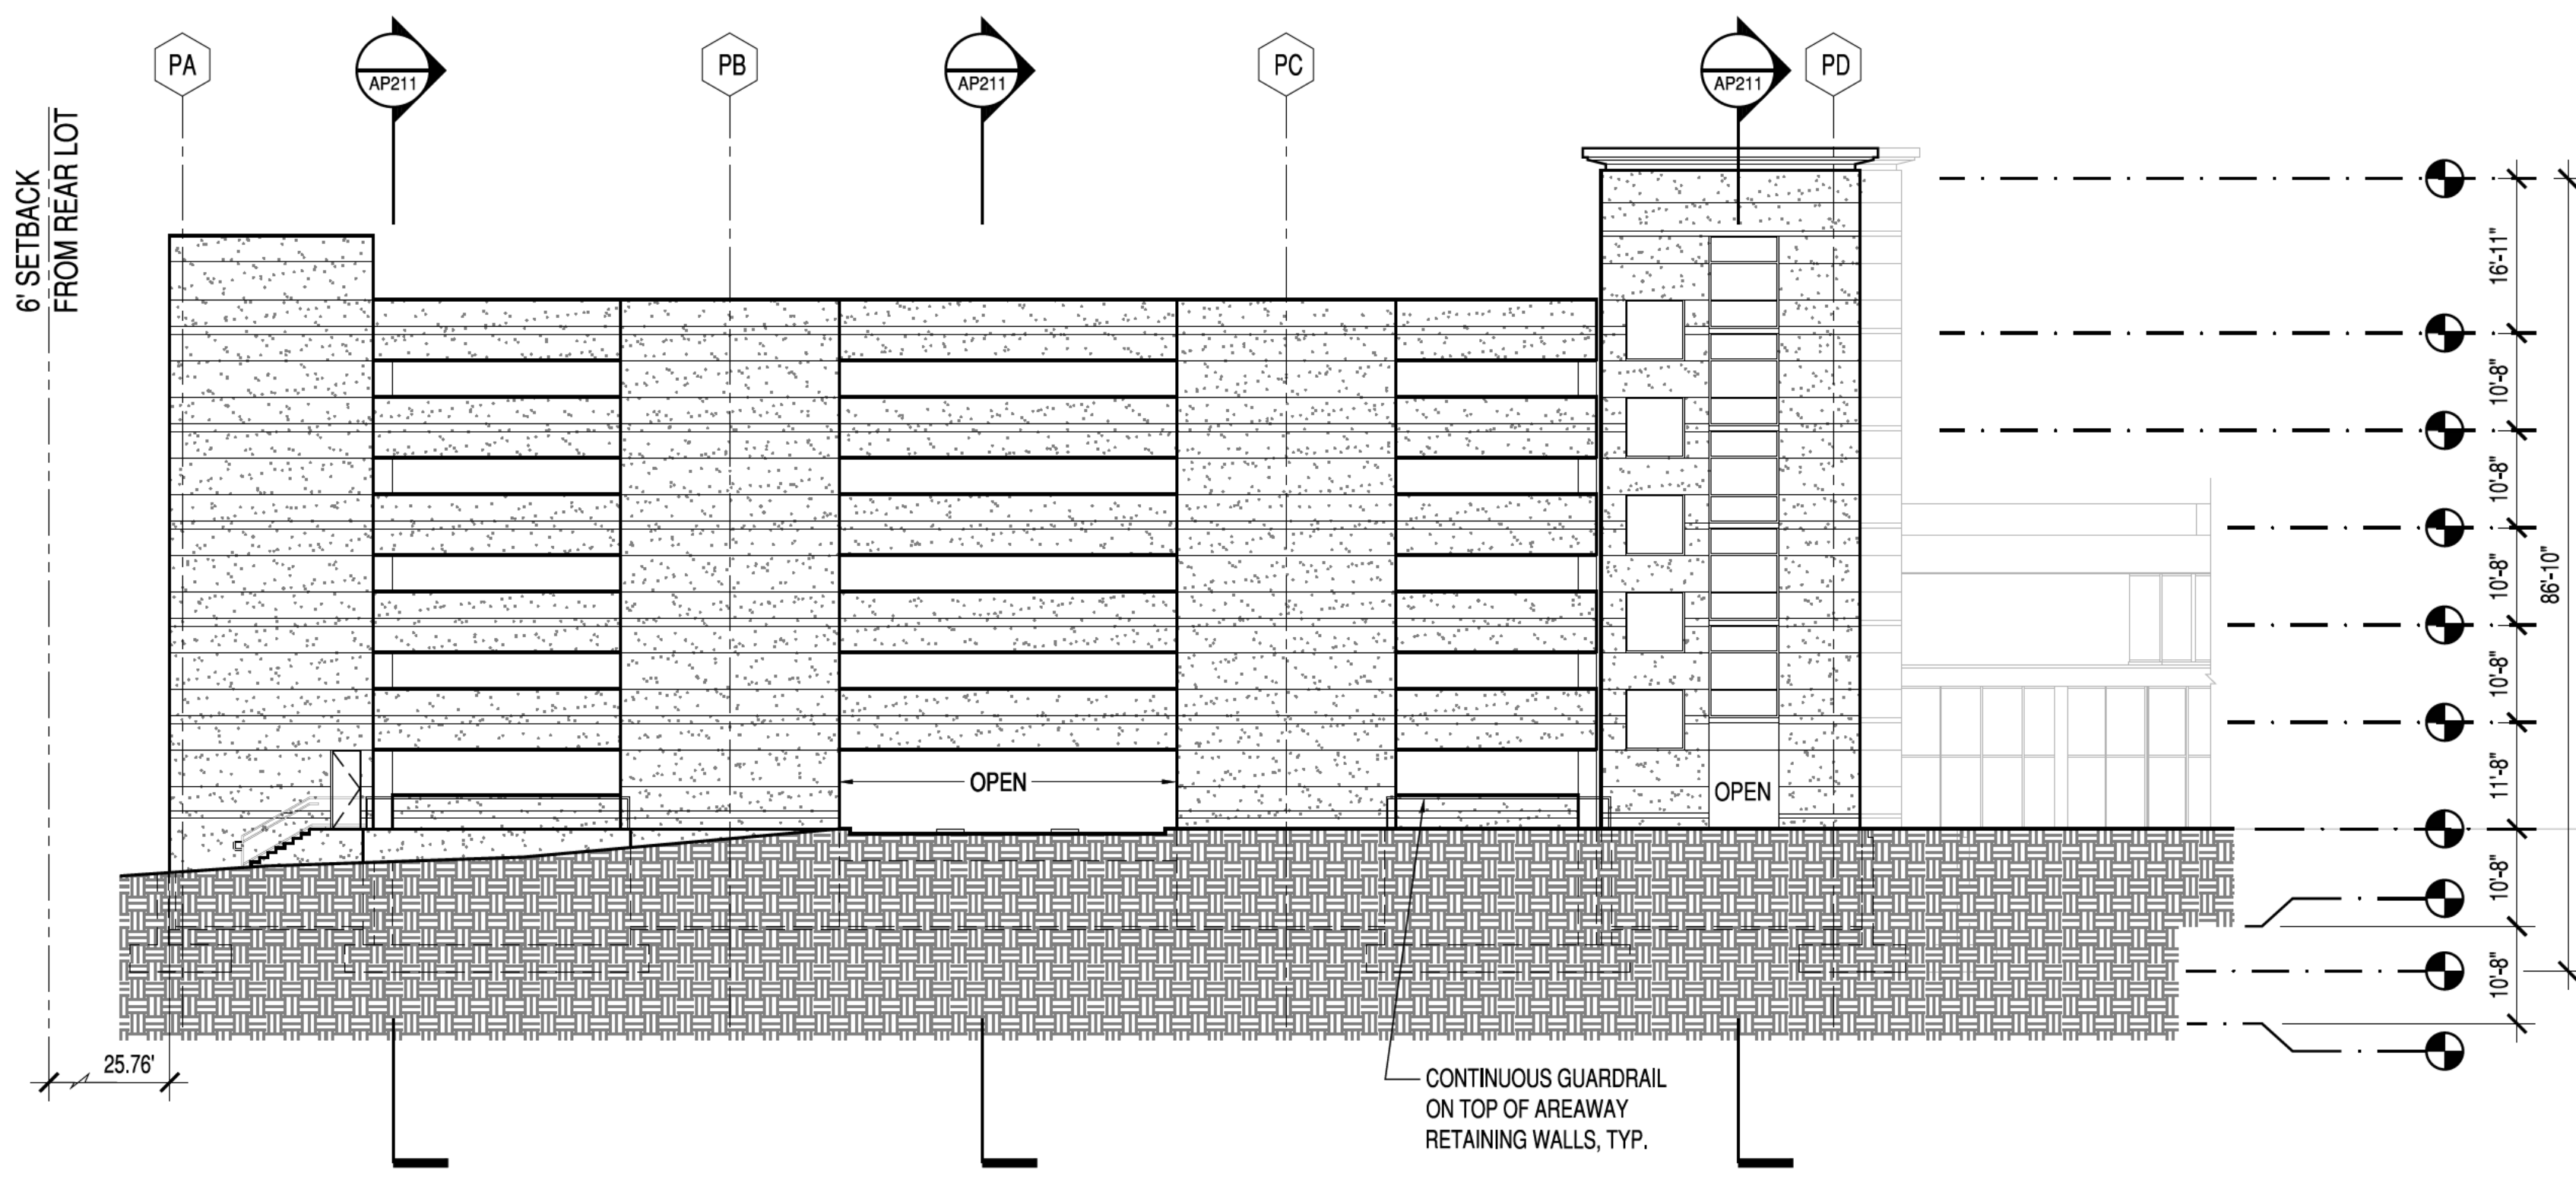 PA
AP211
PB
AP211
PC
AP211
PD
6' SETBACK
FROM REAR LOT
16'-11"
10'-8"
10'-8"
10'-8"
86'-10"
10'-8"
11'-8"
OPEN
OPEN
10'-8"
10'-8"
25.76'
CONTINUOUS GUARDRAIL
ON TOP OF AREAWAY
RETAINING WALLS, TYP.